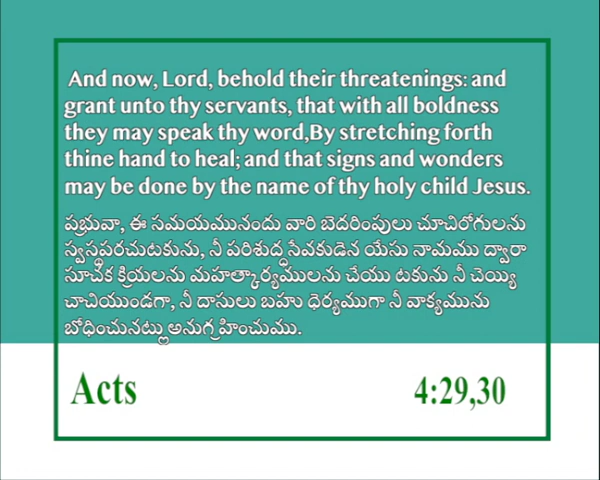 And now, Lord, behold their threatenings: and
grant unto thy servants, that with all boldness
they may speak thy word,By stretching forth
thine hand to heal; and that signs and wonders
may be done by the name of thy holy child Jesus.
ప్రభువా, ఈ సమయమునందు వారి బెదరింపులు చూచిరోగులను
స్వస్థపరచుటకును, నీ పరిశుద్ధసేవకుడైన యేసు నామము ద్వారా
సూచక క్రియలను మహత్కార్యములను చేయు టకును నీ చెయ్యి
చాచియుండగా, నీ దాసులు బహు ధైర్యముగా నీ వాక్యమును
బోధించునట్లు అనుగ్రహించుము.
Acts 4:29,30